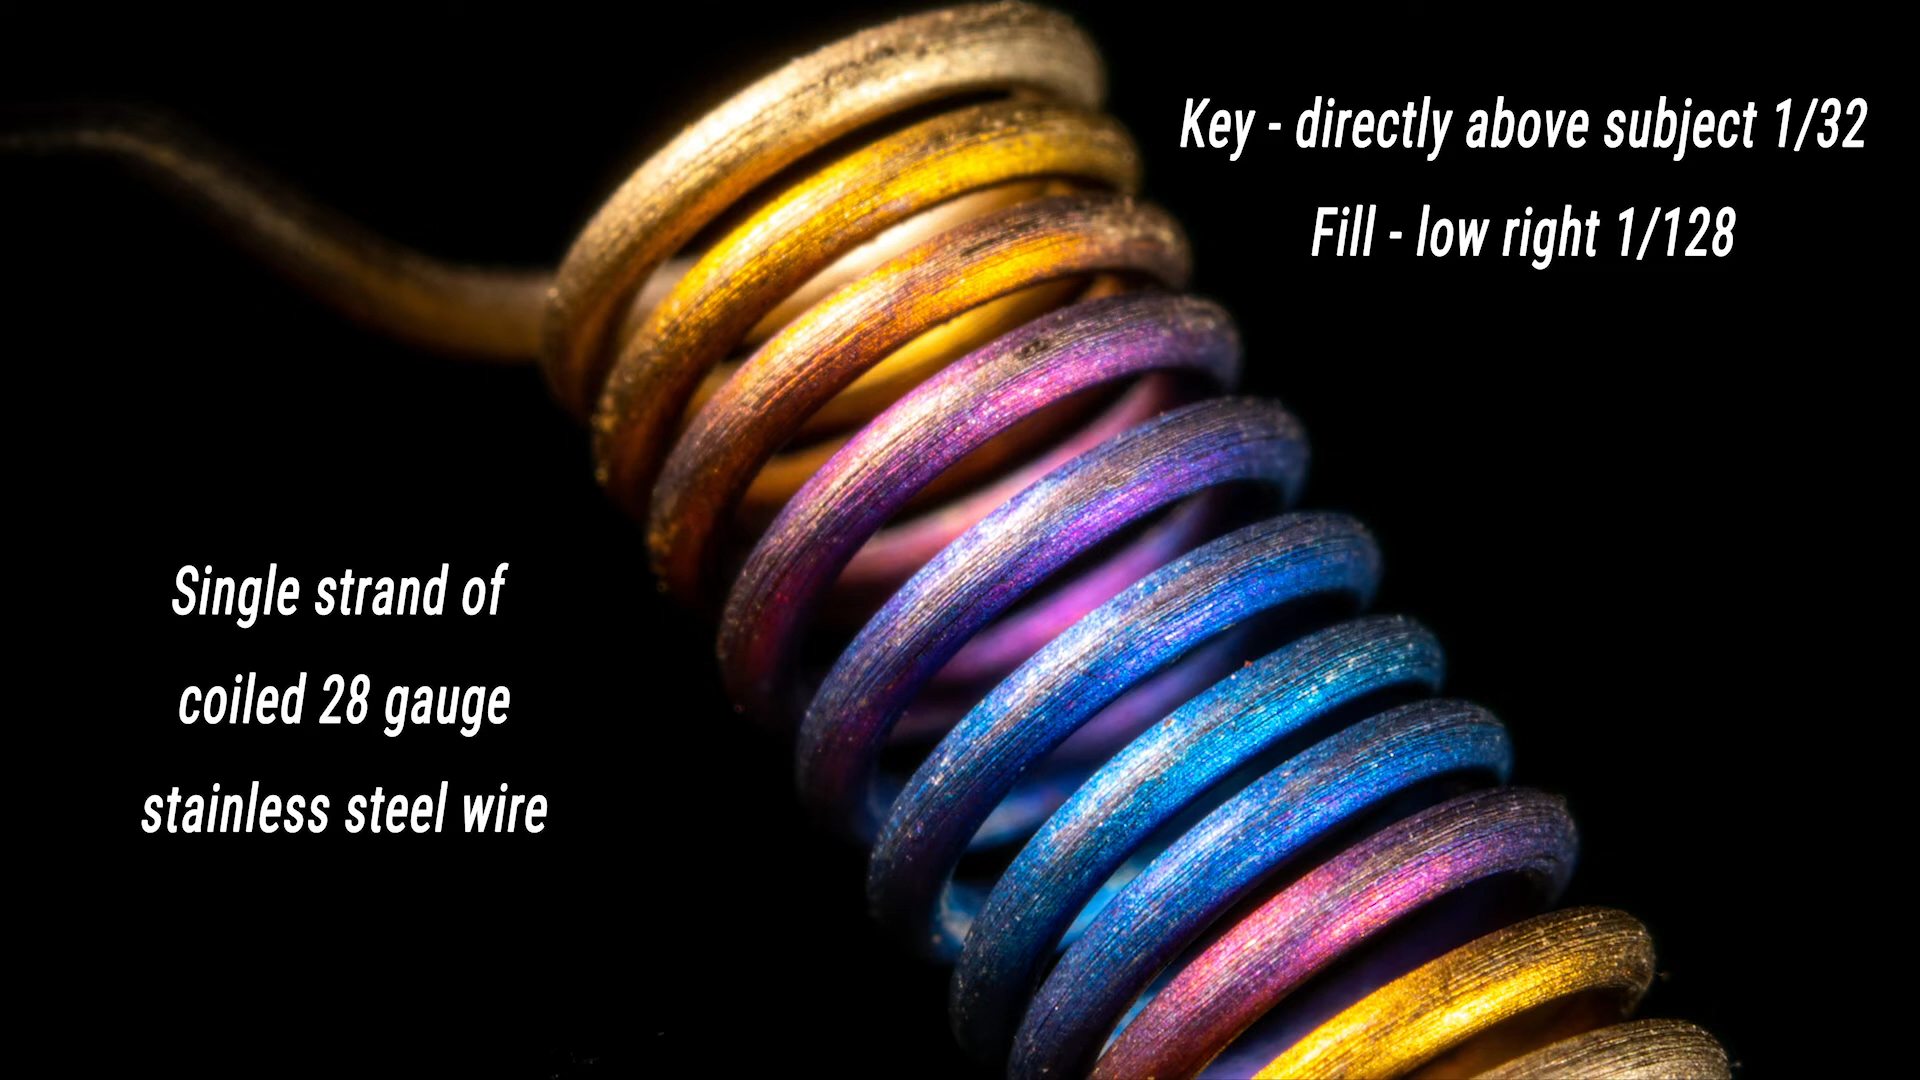 Key - directly above subject 1/32
Fill - low right 1/128
Single strand of
coiled 28 gauge
stainless steel wire